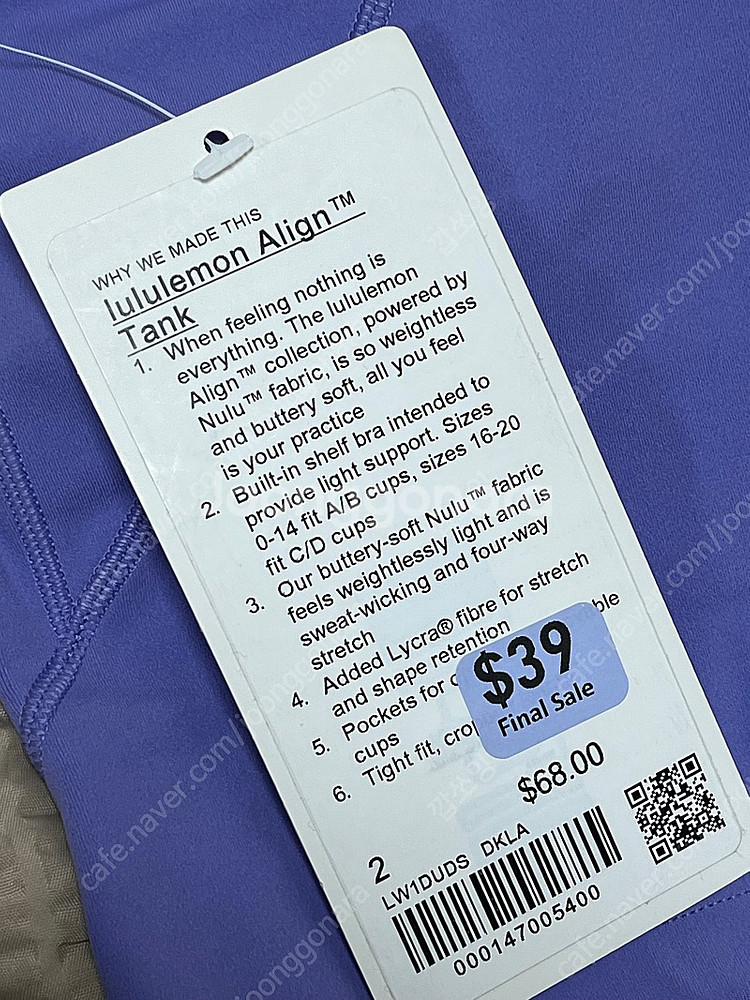 WHY WE MADE THIS
lululemon Align™
Tank
1. When feeling nothing is
everything. The lululemon
Align™ collection, powered by
Nulu™ fabric, is so weightless
and buttery soft, all you feel
is your practice
2. Built-in shelf bra intended to
provide light support. Sizes
0-14 fit A/B cups, sizes 16-20
fit C/D cups
3. Our buttery-soft Nulu™ fabric
feels weightlessly light and is
sweat-wicking and four-way
stretch
4. Added Lycra® fibre for stretch
and shape retention
5. Pockets for
cups
6. Tight fit,
$39
Final Sale
$68.00
2
LW1DUDS DKLA
000147005400
Joonggonara
cafe.naver.com/joonggonara